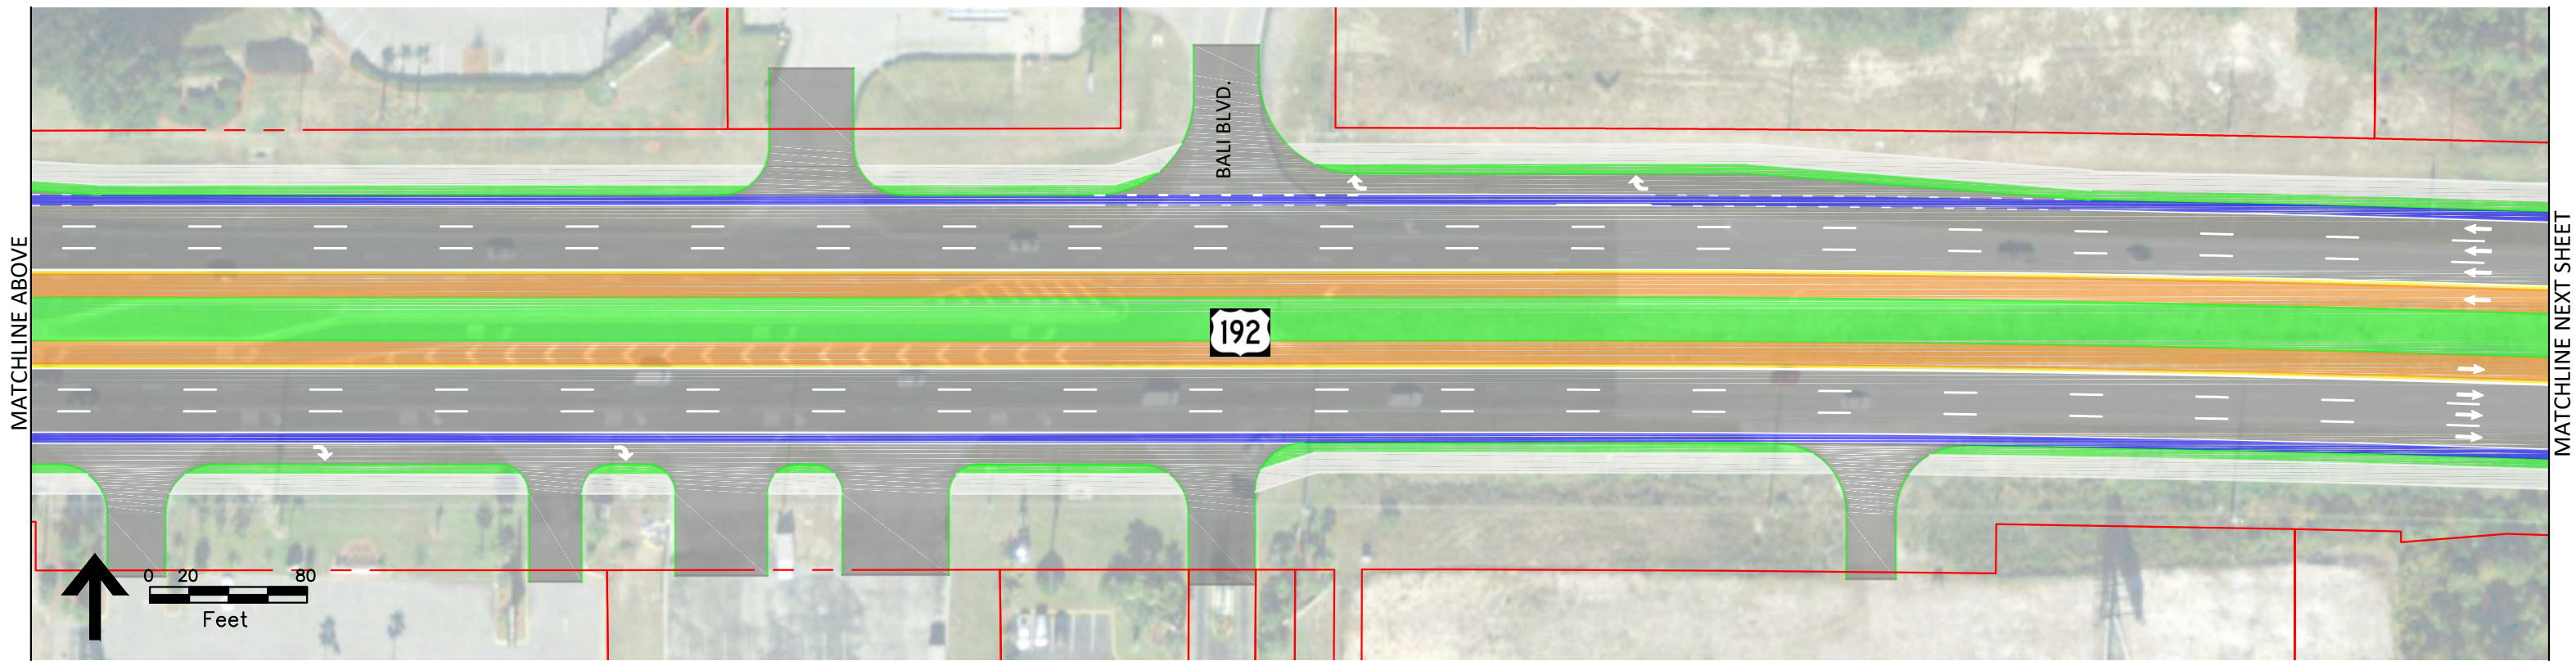 MATCHLINE ABOVE
BALI BLVD.
192
MATCHLINE NEXT SHEET
0 20 80
Feet